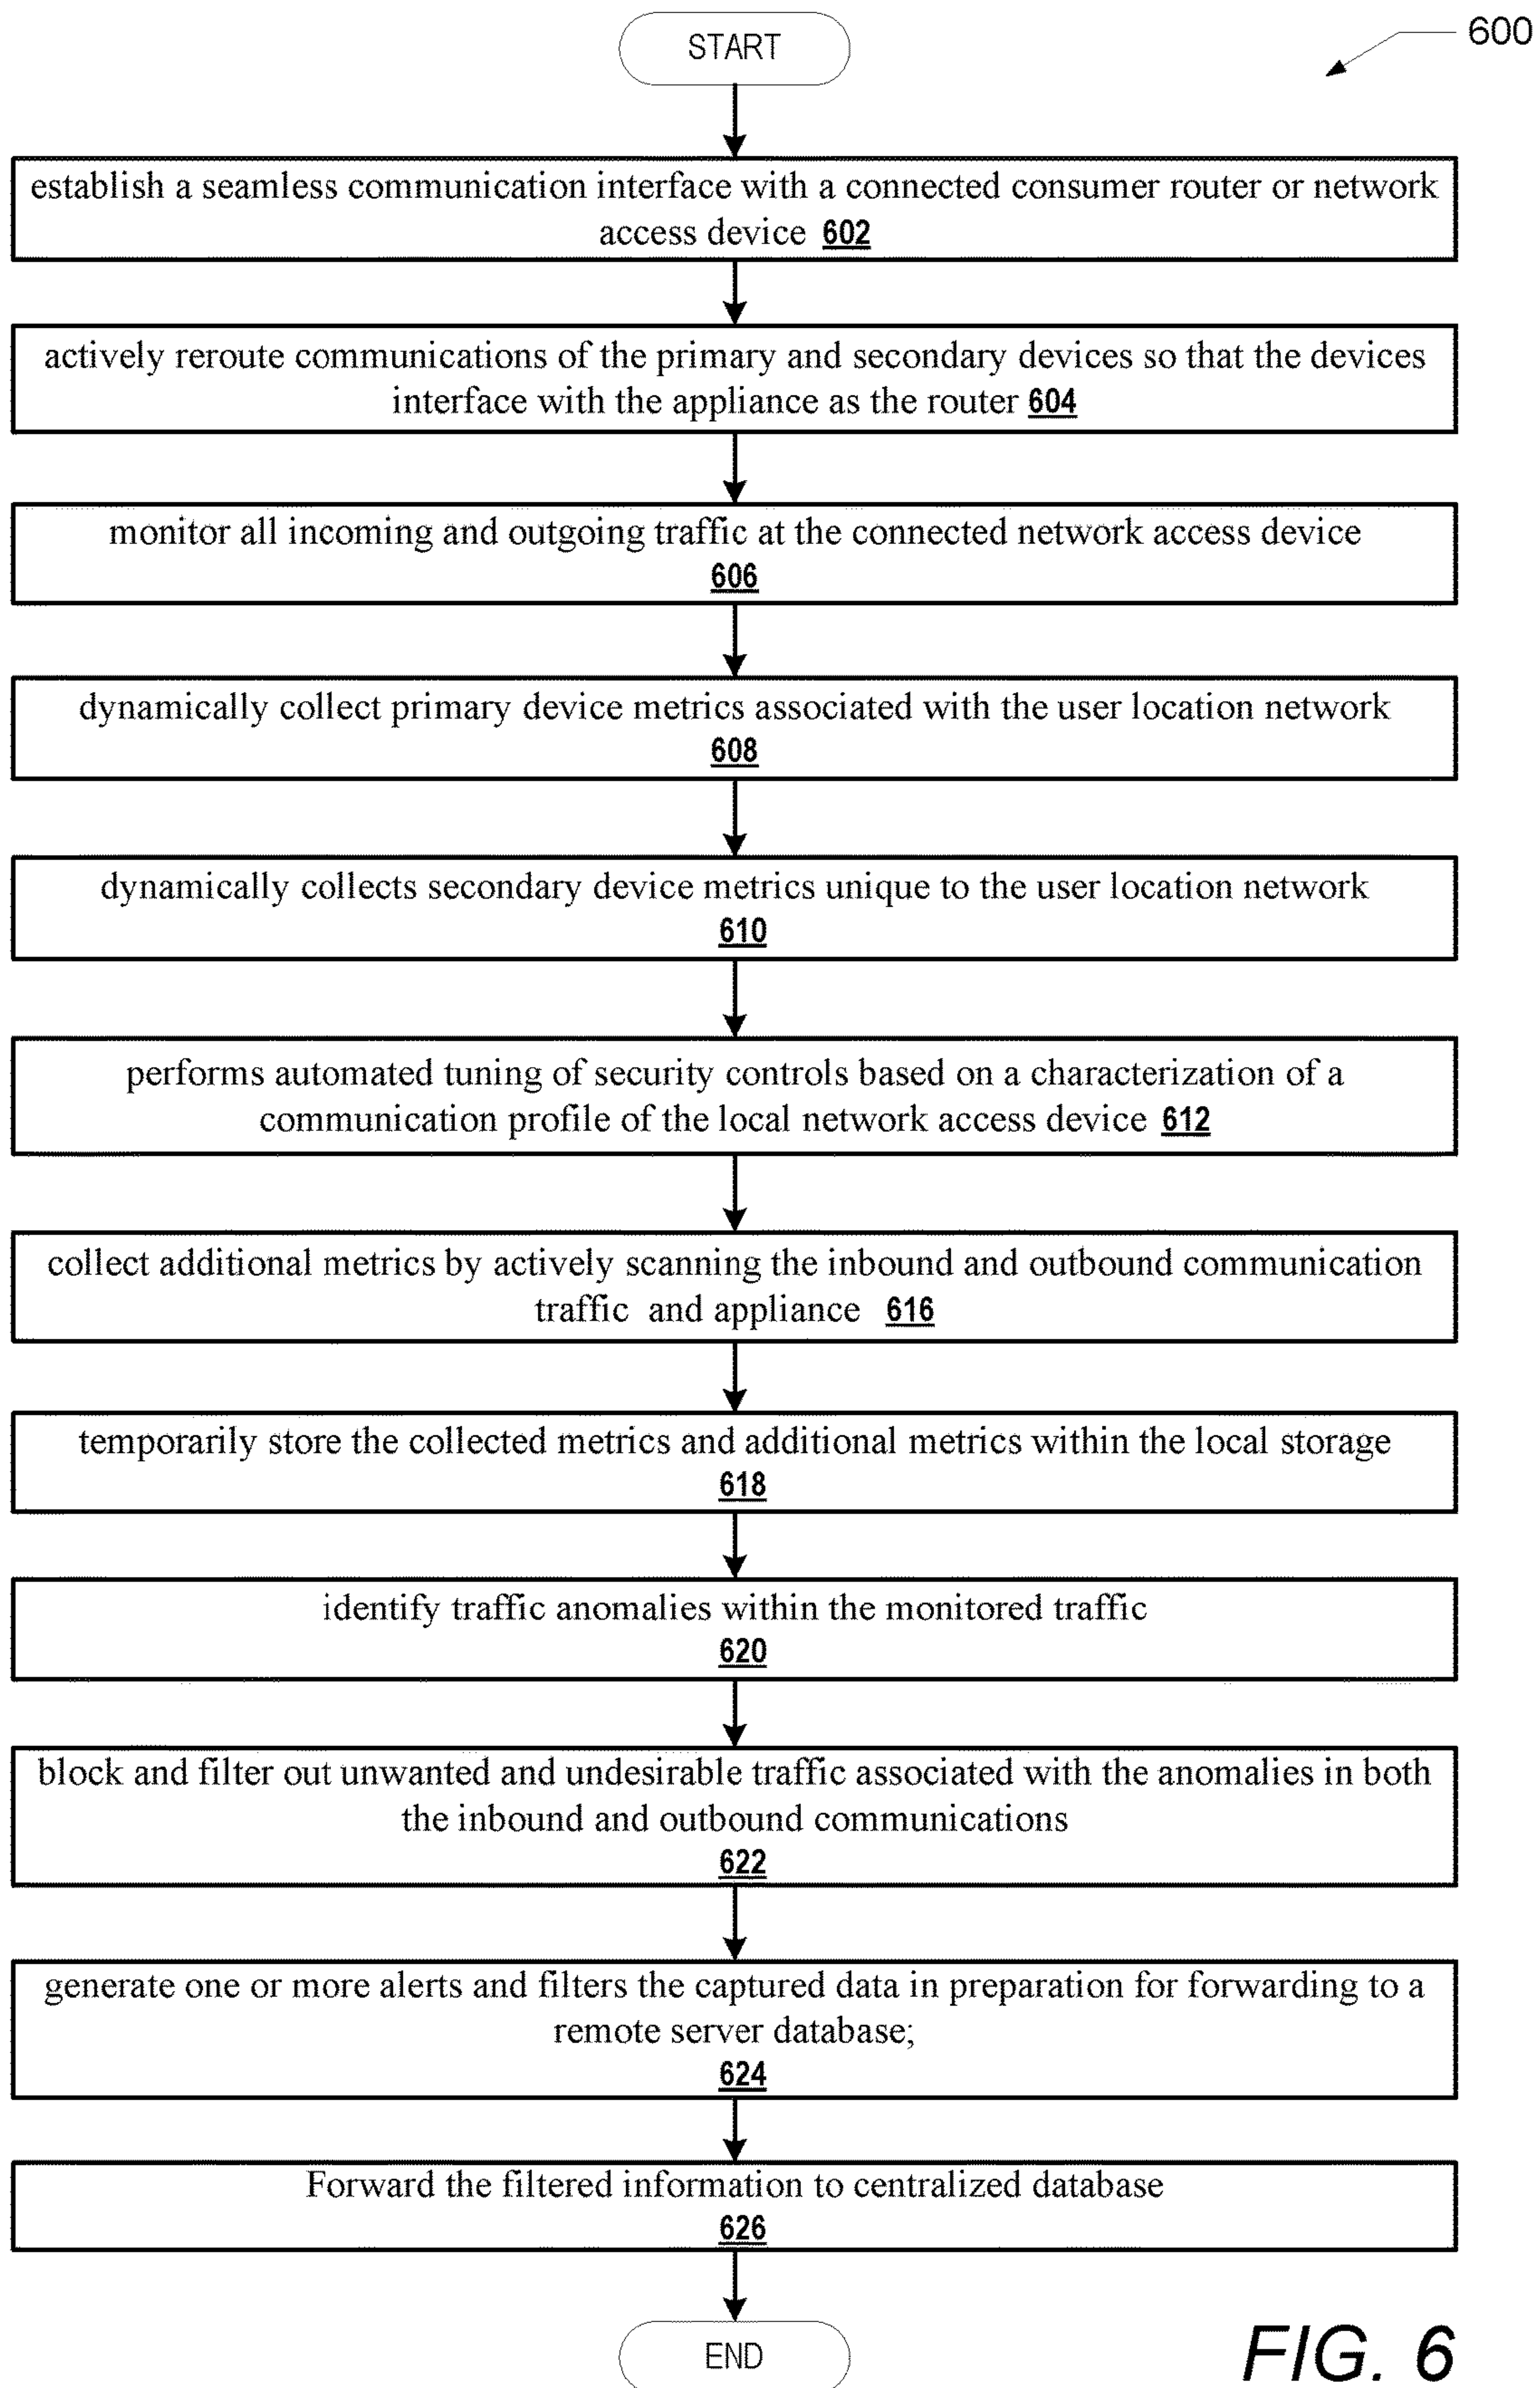 START
600
establish a seamless communication interface with a connected consumer router or network
access device 602
actively reroute communications of the primary and secondary devices so that the devices
interface with the appliance as the router 604
monitor all incoming and outgoing traffic at the connected network access device
606
dynamically collect primary device metrics associated with the user location network
608
dynamically collects secondary device metrics unique to the user location network
610
performs automated tuning of security controls based on a characterization of a
communication profile of the local network access device 612
collect additional metrics by actively scanning the inbound and outbound communication
traffic and appliance 616
temporarily store the collected metrics and additional metrics within the local storage
618
identify traffic anomalies within the monitored traffic
620
block and filter out unwanted and undesirable traffic associated with the anomalies in both
the inbound and outbound communications
622
generate one or more alerts and filters the captured data in preparation for forwarding to a
remote server database;
624
Forward the filtered information to centralized database
626
END
FIG. 6